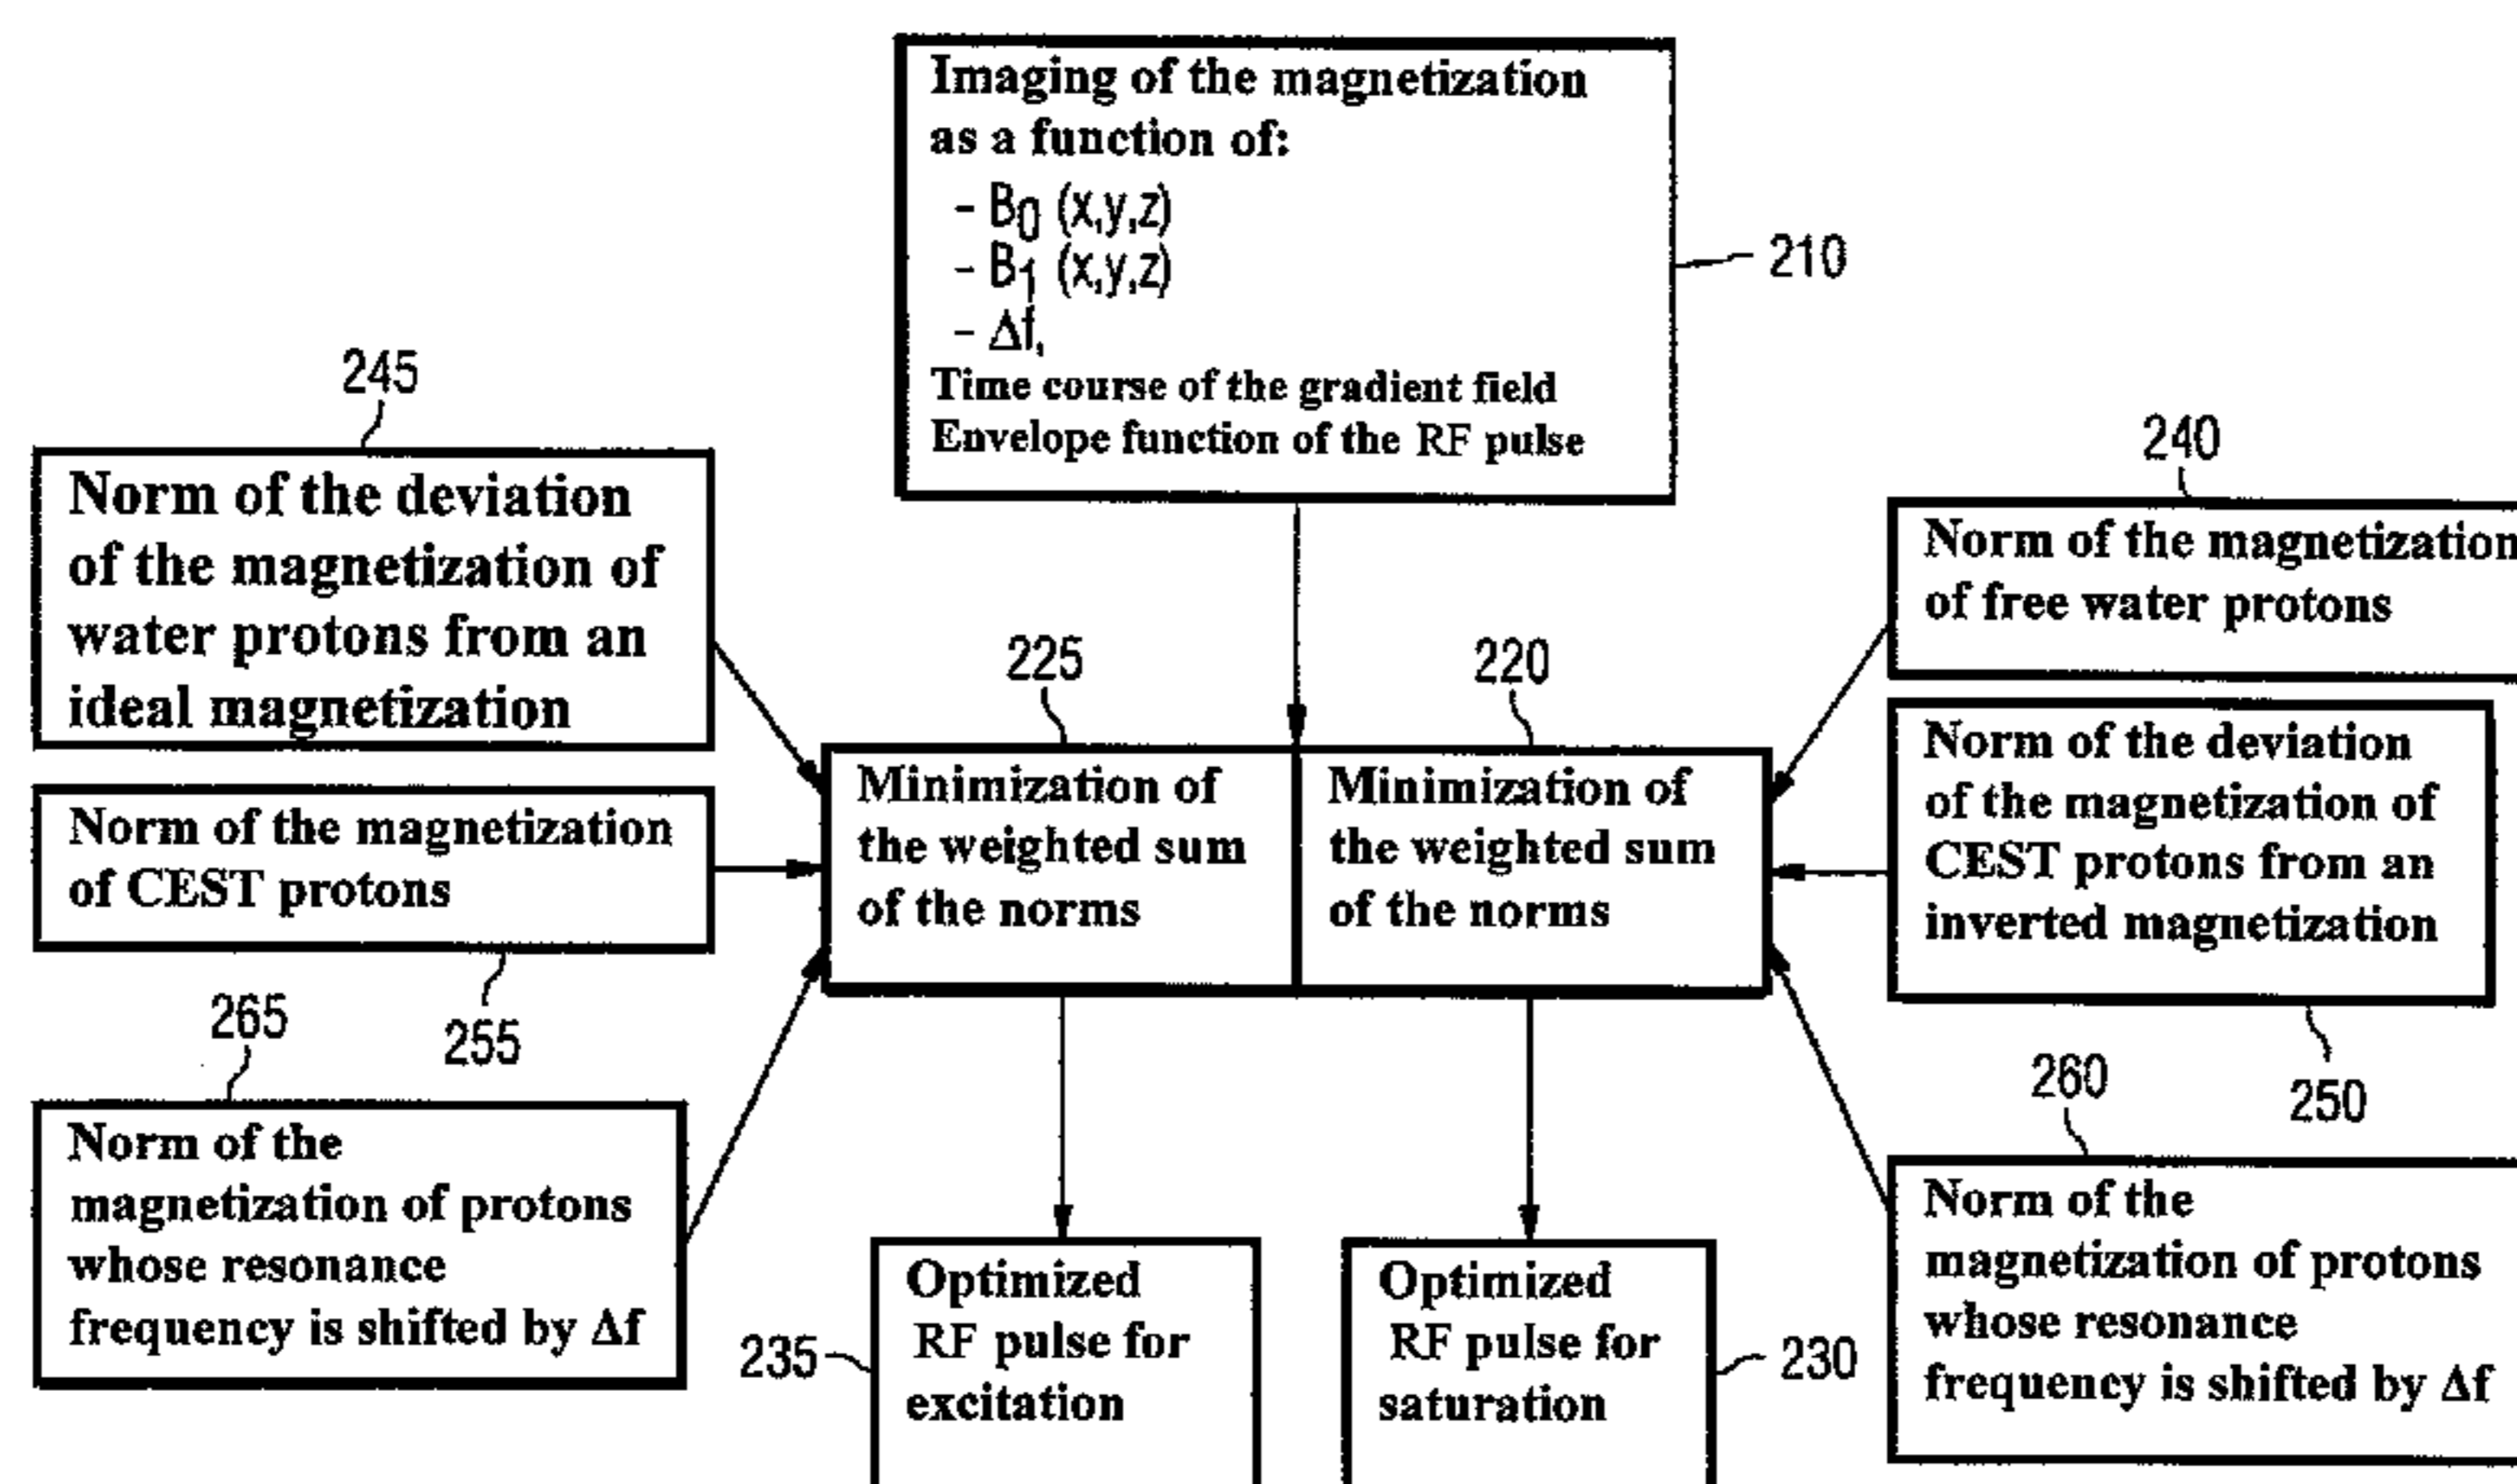 Imaging of the magnetization
as a function of:
- B0 (x,y,z)
- B1 (x,y,z)
- Δf,
Time course of the gradient field
Envelope function of the RF pulse
210
245
Norm of the deviation
of the magnetization of
water protons from an
ideal magnetization
Norm of the magnetization
of CEST protons
255
265
Norm of the
magnetization of protons
whose resonance
frequency is shifted by Δf
225
Minimization of
the weighted sum
of the norms
220
Minimization of
the weighted sum
of the norms
240
Norm of the magnetization
of free water protons
Norm of the deviation
of the magnetization of
CEST protons from an
inverted magnetization
250
260
Norm of the
magnetization of protons
whose resonance
frequency is shifted by Δf
235
Optimized
RF pulse for
excitation
Optimized
RF pulse for
saturation
230